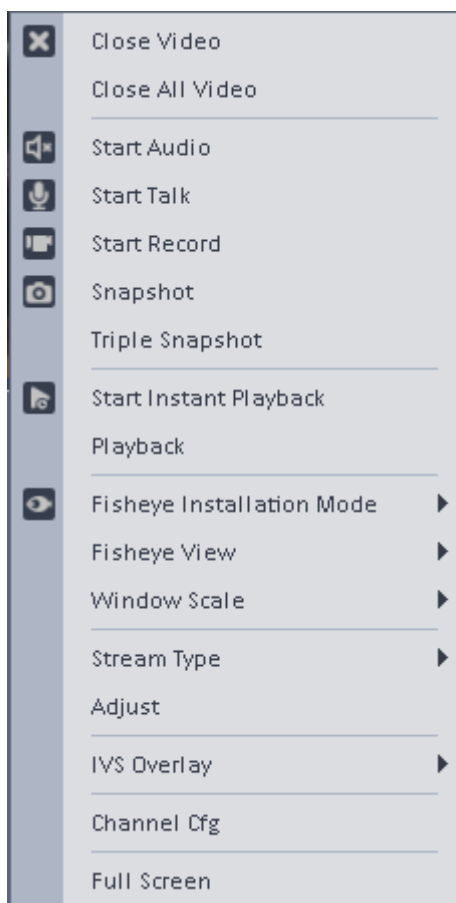 Close Video
Close All Video
Start Audio
Start Talk
Start Record
Snapshot
Triple Snapshot
Start Instant Playback
Playback
Fisheye Installation Mode
Fisheye View
Window Scale
Stream Type
Adjust
IVS Overlay
Channel Cfg
Full Screen